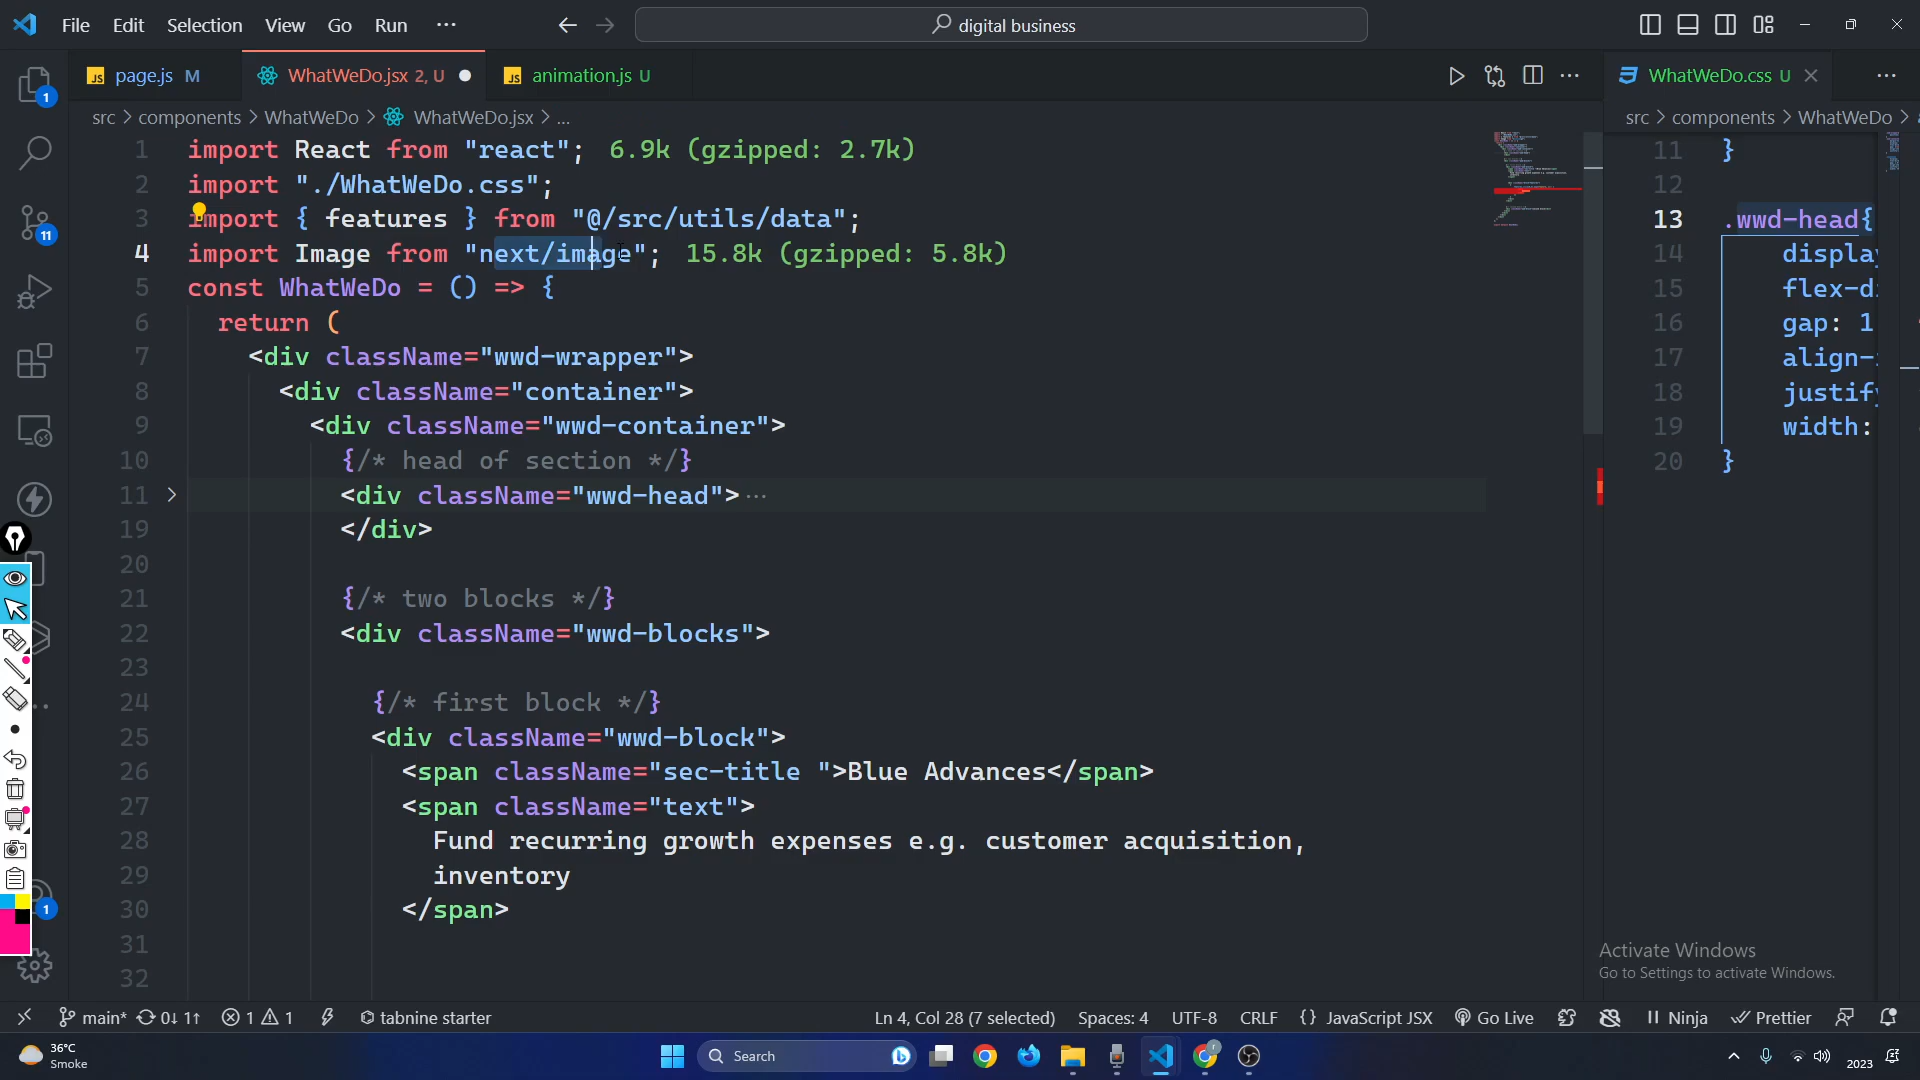 File Edit Selection View Go Run ···
digital business
page.js M
WhatWeDo.jsx 2, U
animation.js U
WhatWeDo.css U
src > components > WhatWeDo > WhatWeDo.jsx > ...
src > components > WhatWeDo >
1 import React from "react"; 6.9k (gzipped: 2.7k)
2 import "./WhatWeDo.css";
3 import { features } from "@/src/utils/data";
4 import Image from "next/image"; 15.8k (gzipped: 5.8k)
5 const WhatWeDo = () => {
6 return (
7 <div className="wwd-wrapper">
8 <div className="container">
9 <div className="wwd-container">
10 {/* head of section */}
11 <div className="wwd-head">···
19 </div>
20
21 {/* two blocks */}
22 <div className="wwd-blocks">
23
24 {/* first block */}
25 <div className="wwd-block">
26 <span className="sec-title ">Blue Advances</span>
27 <span className="text">
28 Fund recurring growth expenses e.g. customer acquisition,
29 inventory
30 </span>
31
32
11 }
12
13 .wwd-head{
14 display
15 flex-d
16 gap: 1
17 align-
18 justify
19 width:
20 }
1
11
1
Activate Windows
Go to Settings to activate Windows.
main* 0↓ 1↑ 1 1 tabnine starter Ln 4, Col 28 (7 selected) Spaces: 4 UTF-8 CRLF {} JavaScript JSX Go Live Ninja Prettier
36°C
Smoke
Search
2023